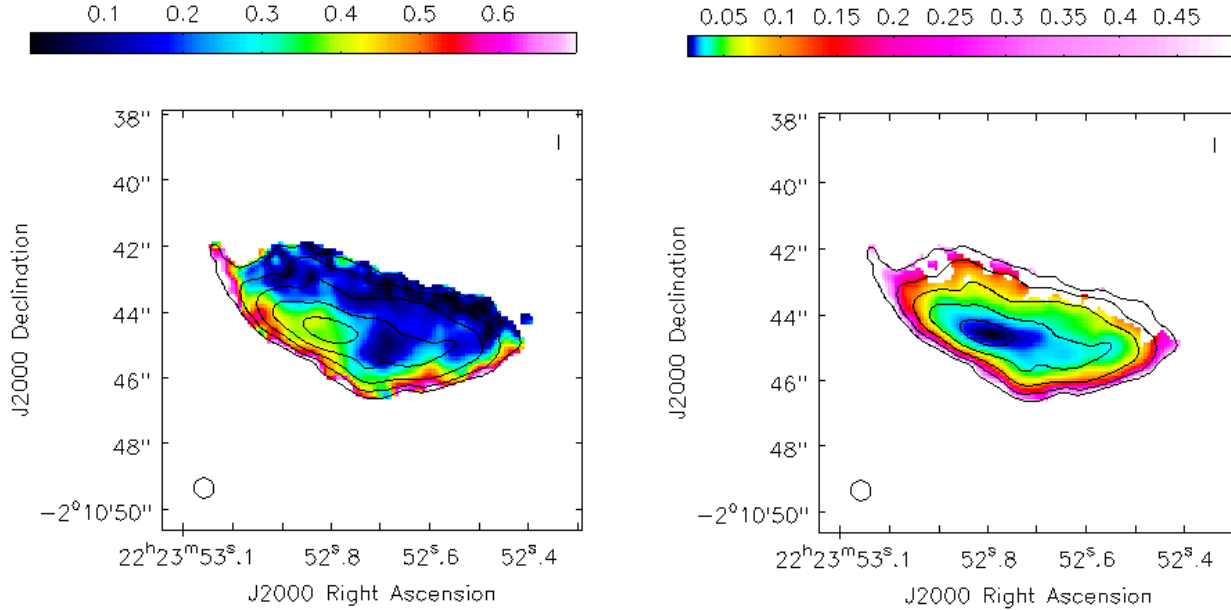 0.1 0.2 0.3 0.4 0.5 0.6
0.05 0.1 0.15 0.2 0.25 0.3 0.35 0.4 0.45
38"
40"
42"
44"
46"
48"
−2°10'50"
J2000 Declination
I
22ʰ23ᵐ53ˢ.1 52ˢ.8 52ˢ.6 52ˢ.4
J2000 Right Ascension
38"
40"
42"
44"
46"
48"
−2°10'50"
J2000 Declination
I
22ʰ23ᵐ53ˢ.1 52ˢ.8 52ˢ.6 52ˢ.4
J2000 Right Ascension